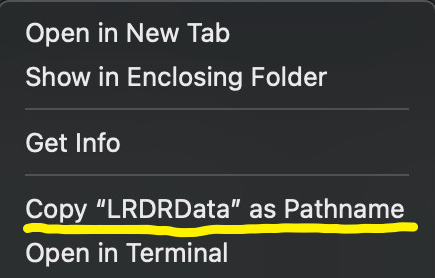 Open in New Tab
Show in Enclosing Folder
Get Info
Copy “LRDRData” as Pathname
Open in Terminal